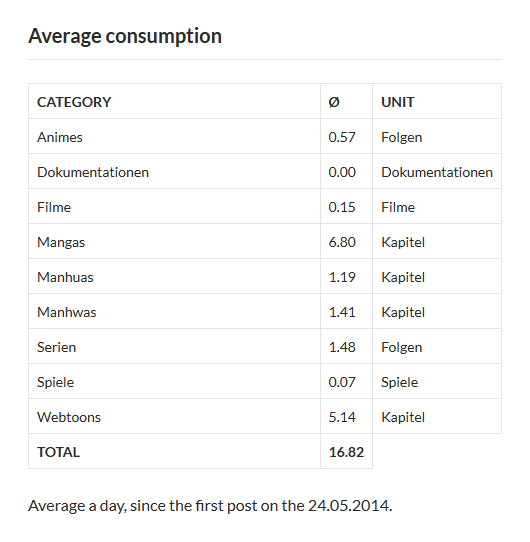 Average consumption
CATEGORY Ø UNIT
Animes 0.57 Folgen
Dokumentationen 0.00 Dokumentationen
Filme 0.15 Filme
Mangas 6.80 Kapitel
Manhuas 1.19 Kapitel
Manhwas 1.41 Kapitel
Serien 1.48 Folgen
Spiele 0.07 Spiele
Webtoons 5.14 Kapitel
TOTAL 16.82
Average a day, since the first post on the 24.05.2014.